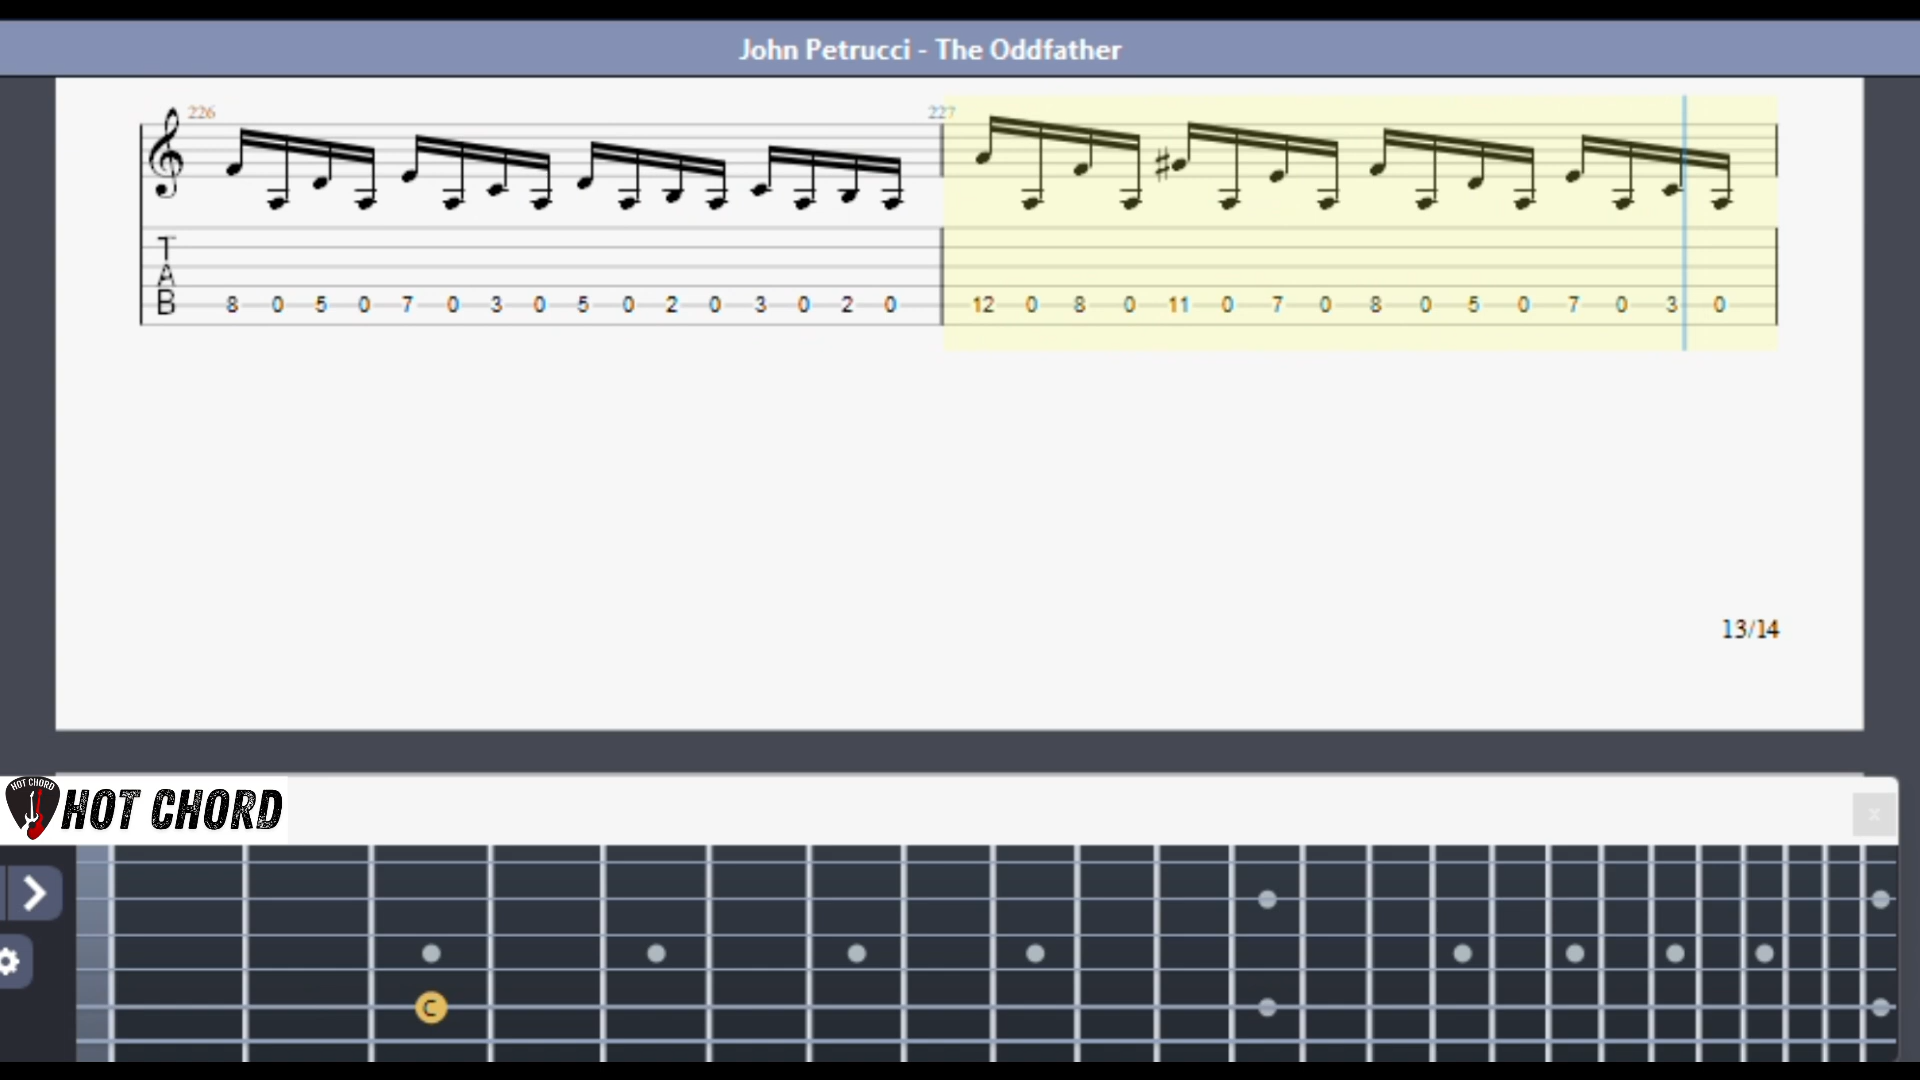 John Petrucci - The Oddfather
226
227
T
A
B
8 0 5 0 7 0 3 0 5 0 2 0 3 0 2 0 12 0 8 0 11 0 7 0 8 0 5 0 7 0 3 0
13/14
HOT CHORD
HOT CHORD
x
C